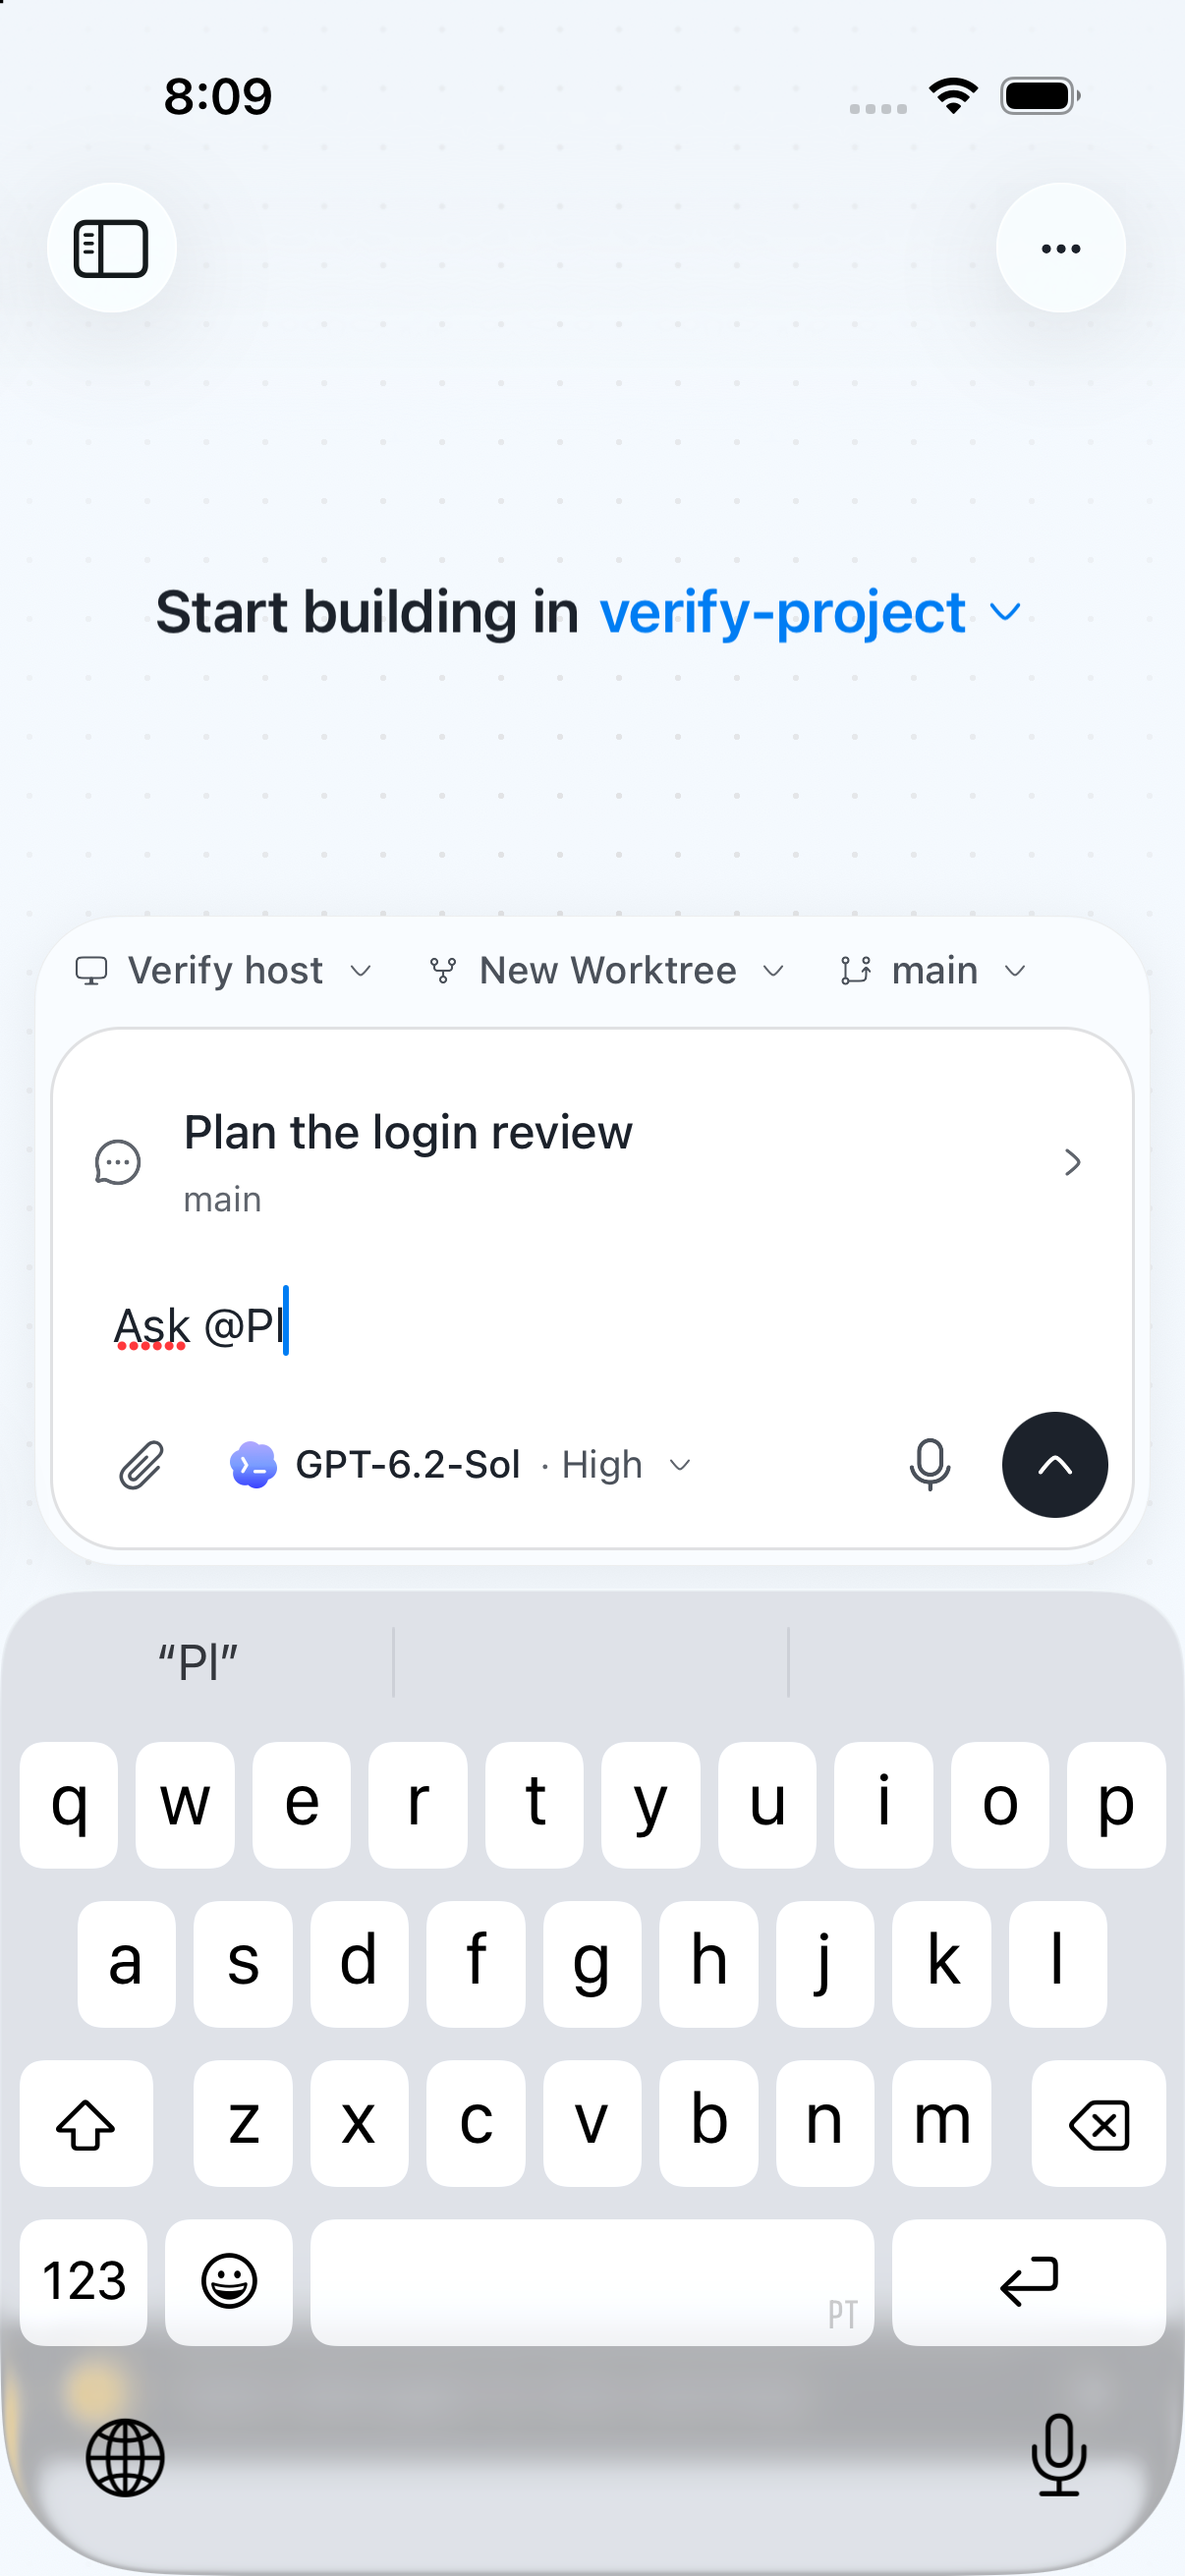 8:09
Start building in verify-project
Verify host New Worktree main
Plan the login review
main
Ask @Pl
GPT-6.2-Sol · High
“Pl”
q w e r t y u i o p
a s d f g h j k l
z x c v b n m
123
PT